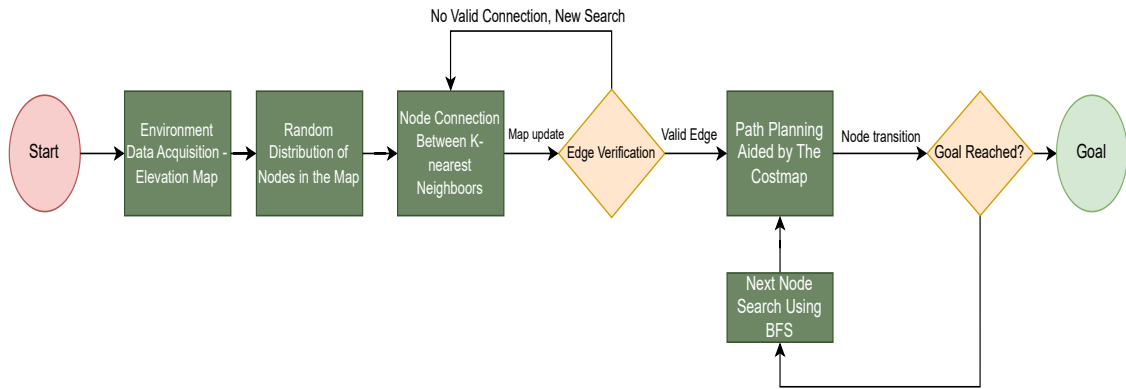 No Valid Connection, New Search
Start
Environment
Data Acquisition -
Elevation Map
Random
Distribution of
Nodes in the Map
Node Connection
Between K-
nearest
Neighboors
Map update
Edge Verification
Valid Edge
Path Planning
Aided by The
Costmap
Node transition
Goal Reached?
Goal
Next Node
Search Using
BFS